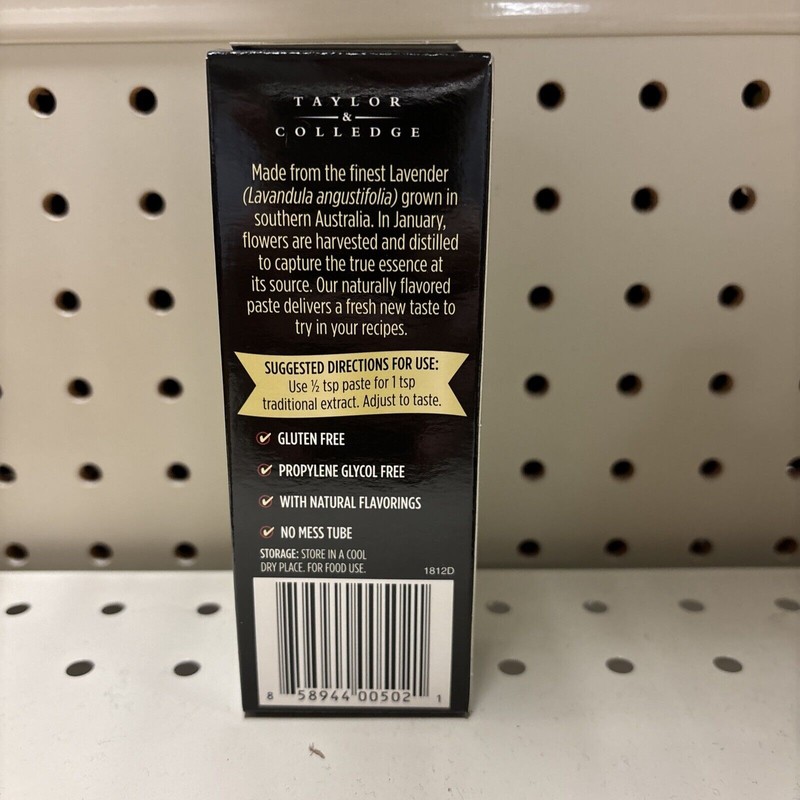 TAYLOR
&
COLLEDGE
Made from the finest Lavender
(Lavandula angustifolia) grown in
southern Australia. In January,
flowers are harvested and distilled
to capture the true essence at
its source. Our naturally flavored
paste delivers a fresh new taste to
try in your recipes.
SUGGESTED DIRECTIONS FOR USE:
Use ½ tsp paste for 1 tsp
traditional extract. Adjust to taste.
GLUTEN FREE
PROPYLENE GLYCOL FREE
WITH NATURAL FLAVORINGS
NO MESS TUBE
STORAGE: STORE IN A COOL
DRY PLACE. FOR FOOD USE.
1812D
8 58944 00502 1